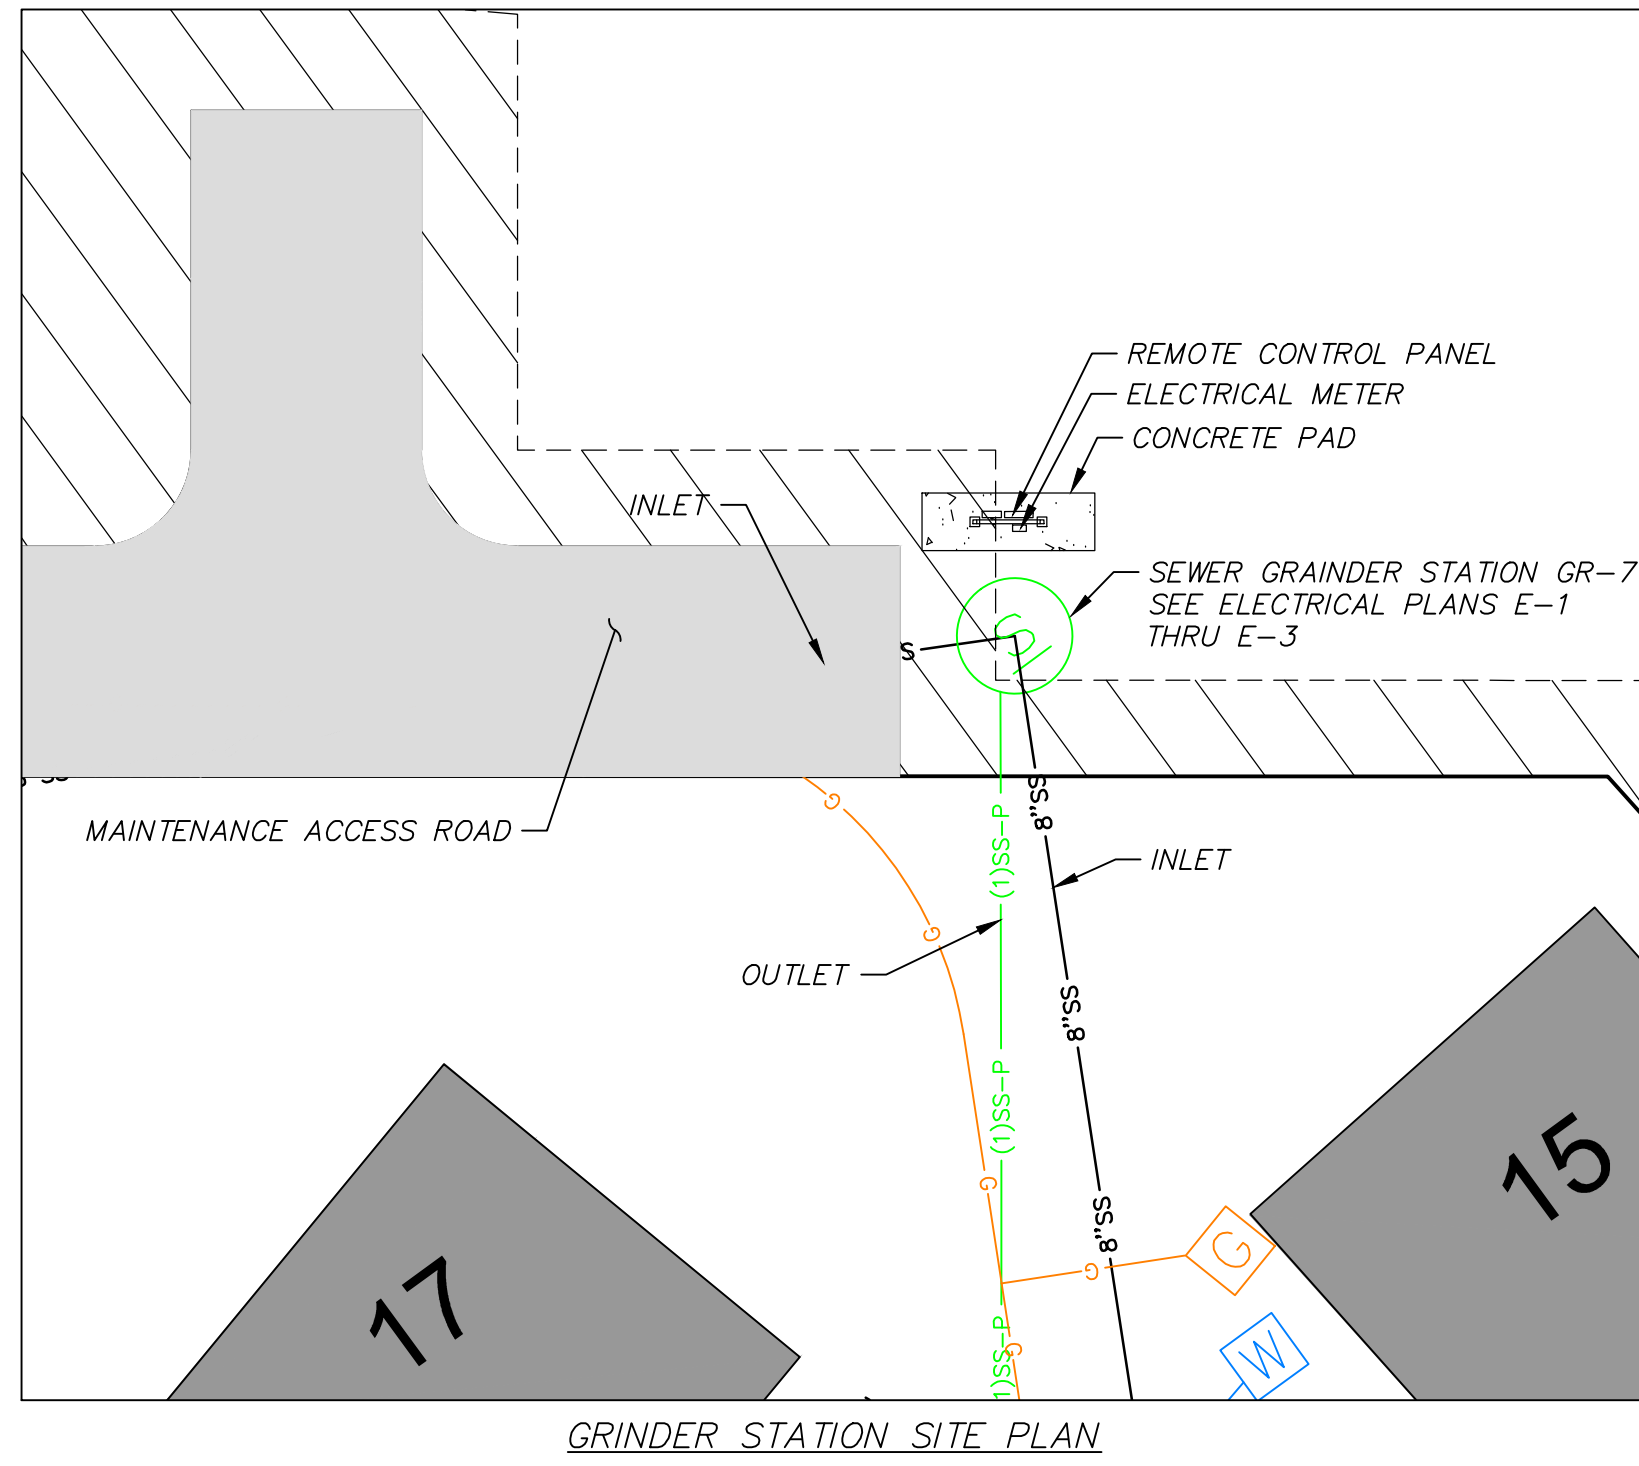 REMOTE CONTROL PANEL
ELECTRICAL METER
CONCRETE PAD
INLET
SEWER GRAINDER STATION GR-7
SEE ELECTRICAL PLANS E-1
THRU E-3
S
S
MAINTENANCE ACCESS ROAD
G
SS"8
(1)SS-P
INLET
G
OUTLET
SS"8
(1)SS-P
G
SS"8
15
G
G
17
1)SS-P
G
W
GRINDER STATION SITE PLAN